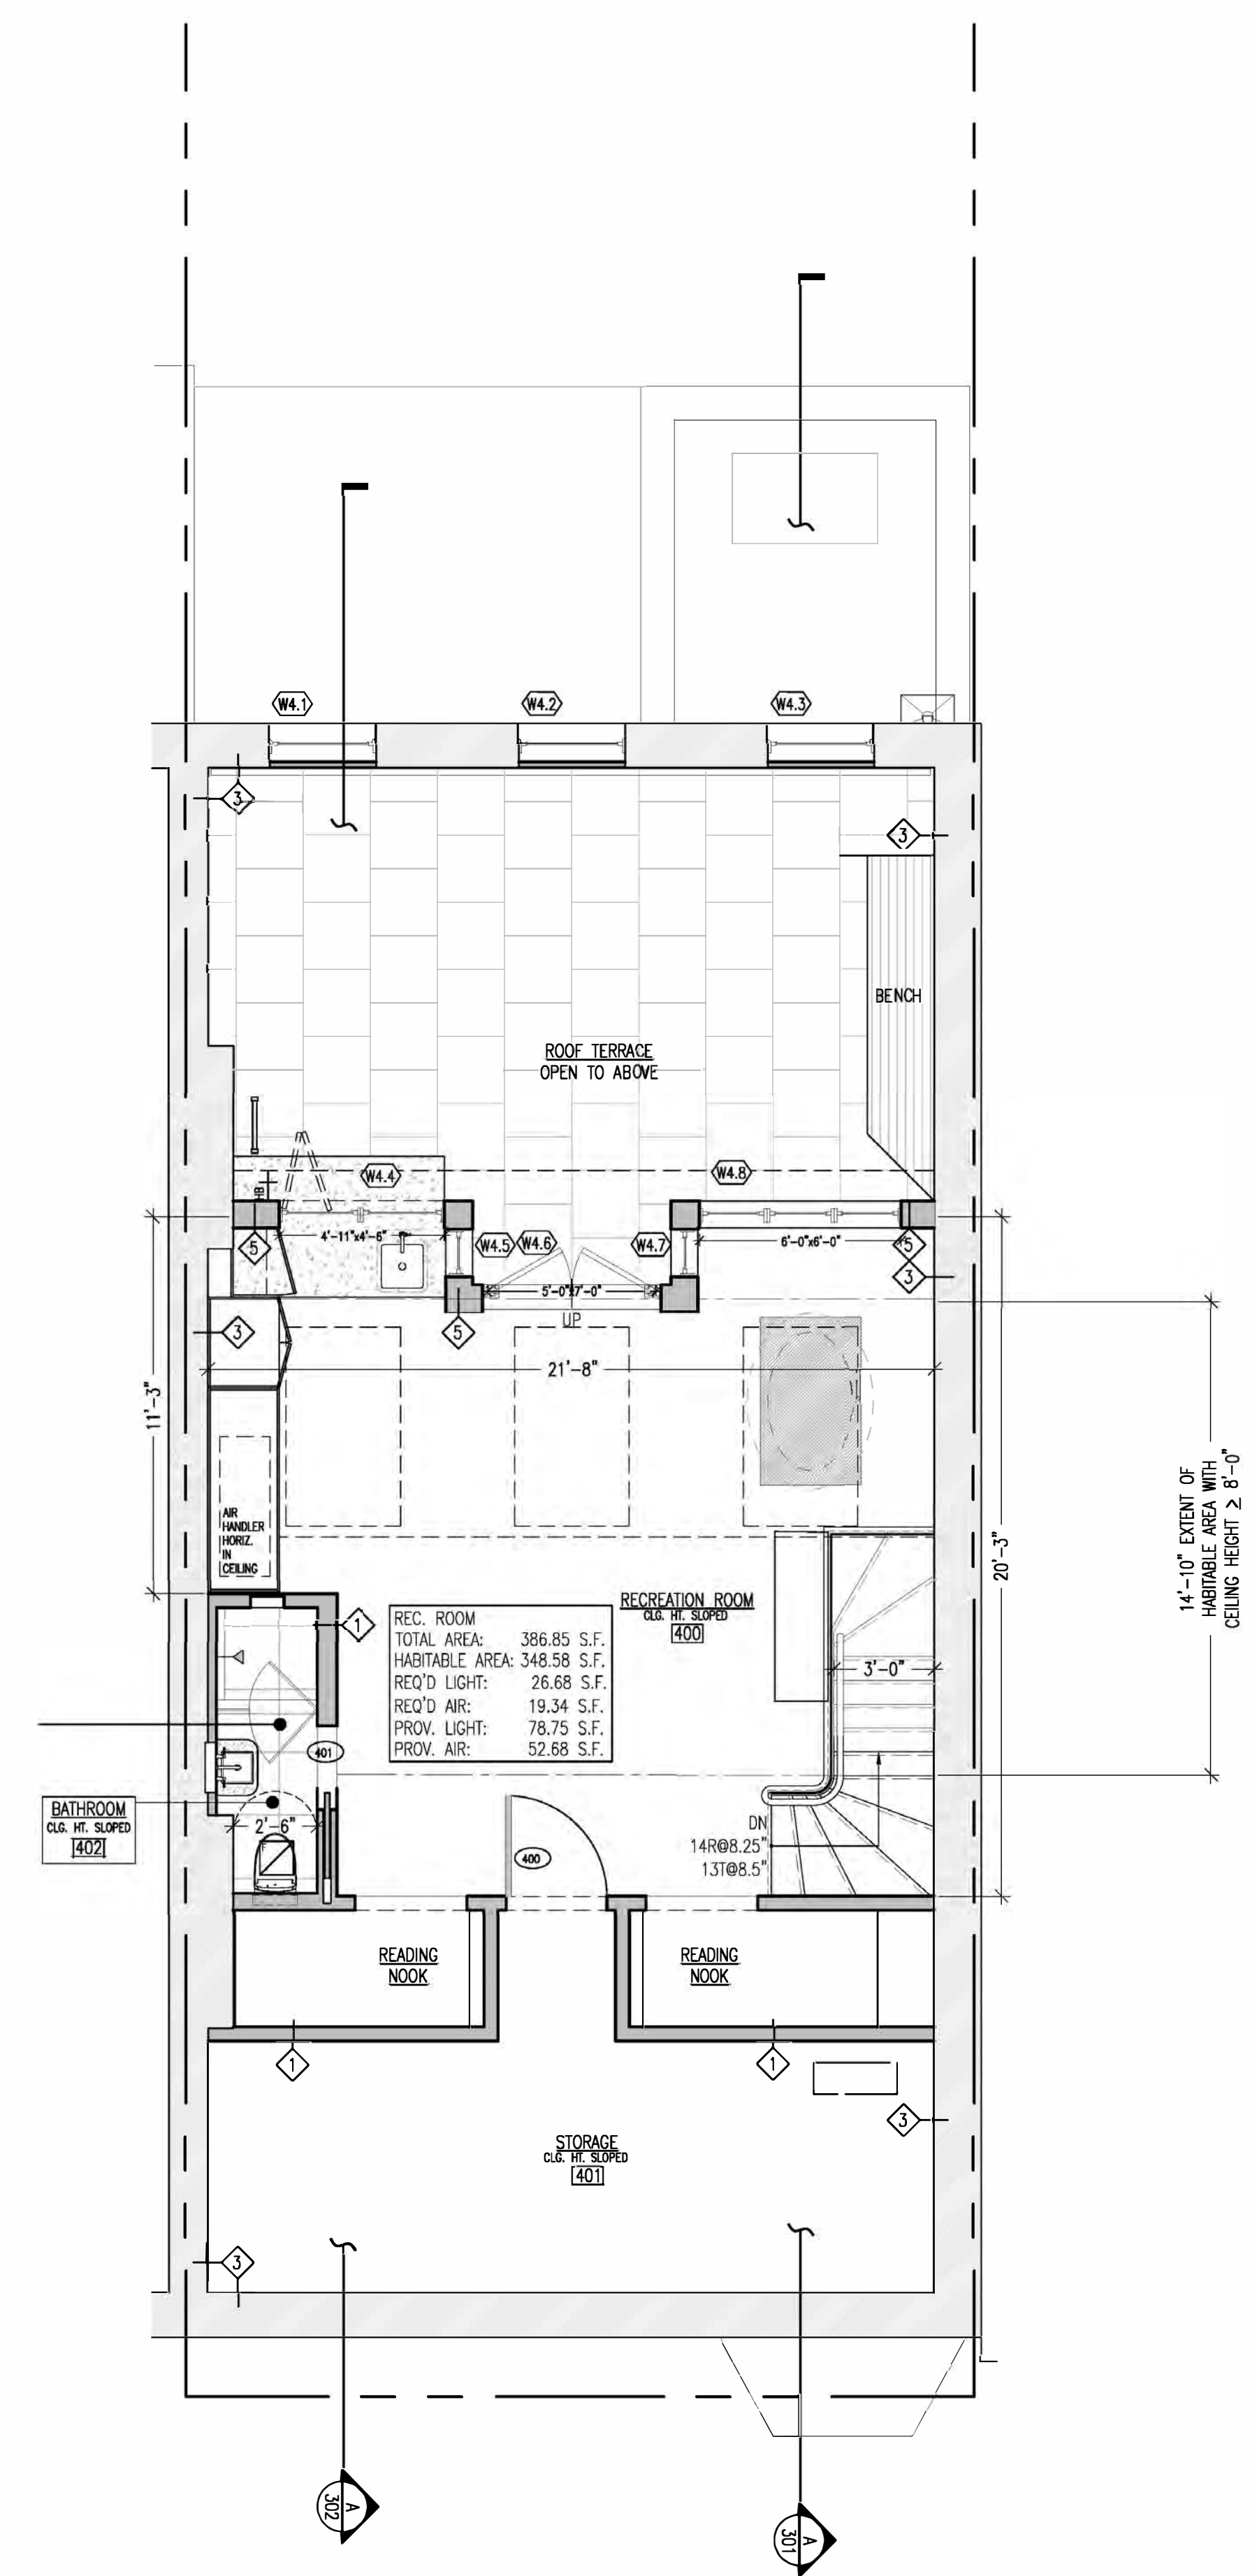 W4.1
W4.2
W4.3
3
3
BENCH
ROOF TERRACE
OPEN TO ABOVE
W4.4
W4.8
HB
4'-11"x4'-6"
W4.5
W4.6
W4.7
6'-0"x6'-0"
5
5
3
5'-0"x7'-0"
UP
5
3
21'-8"
11'-3"
14'-10" EXTENT OF
HABITABLE AREA WITH
CEILING HEIGHT ≥ 8'-0"
AIR
HANDLER
HORIZ.
IN
CEILING
20'-3"
RECREATION ROOM
CLG. HT. SLOPED
400
1
REC. ROOM
TOTAL AREA: 386.85 S.F.
HABITABLE AREA: 348.58 S.F.
REQ'D LIGHT: 26.68 S.F.
REQ'D AIR: 19.34 S.F.
PROV. LIGHT: 78.75 S.F.
PROV. AIR: 52.68 S.F.
3'-0"
401
BATHROOM
CLG. HT. SLOPED
402
2'-6"
DN
14R@8.25"
13T@8.5"
400
READING
NOOK
READING
NOOK
1
1
3
STORAGE
CLG. HT. SLOPED
401
3
A
302
A
301